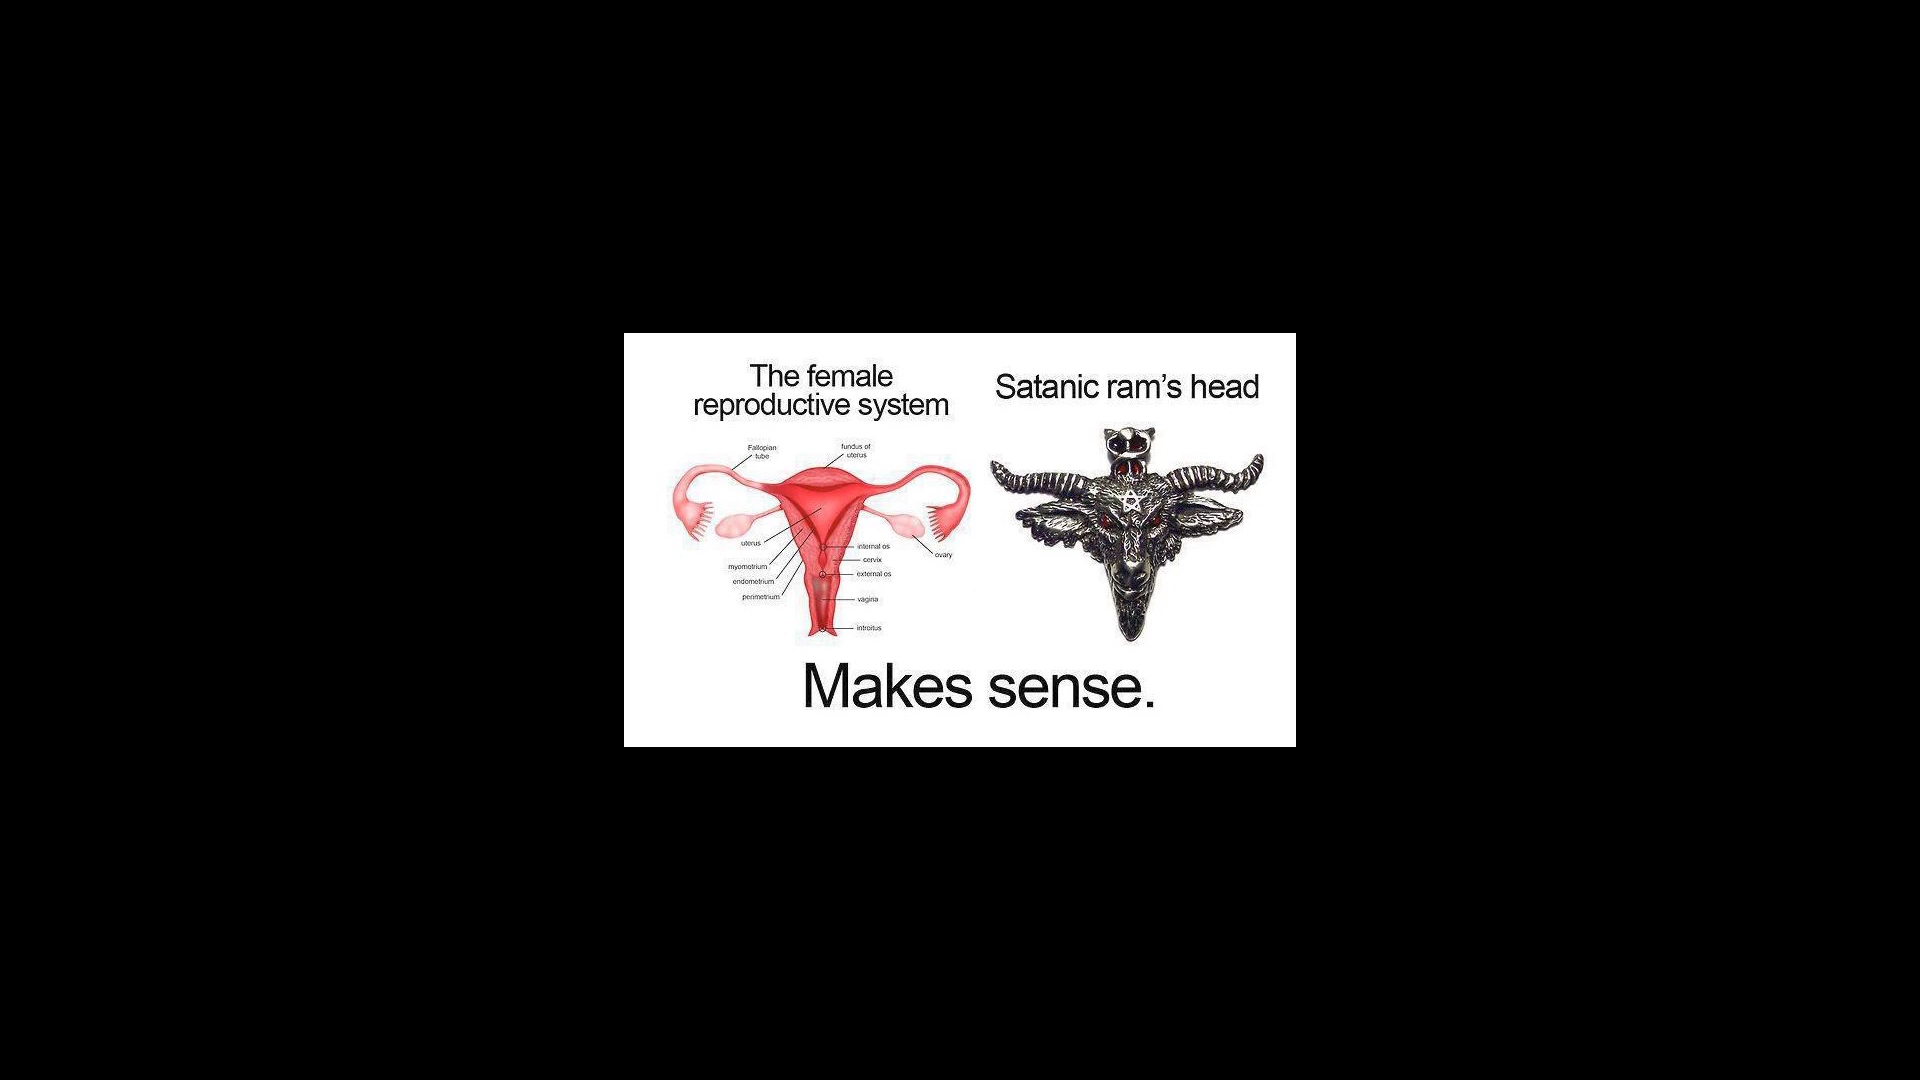 The female
reproductive system
Satanic ram's head
Fallopian
tube
fundus of
uterus
uterus
myometrium
endometrium
perimetrium
internal os
cervix
external os
vagina
introitus
ovary
Makes sense.